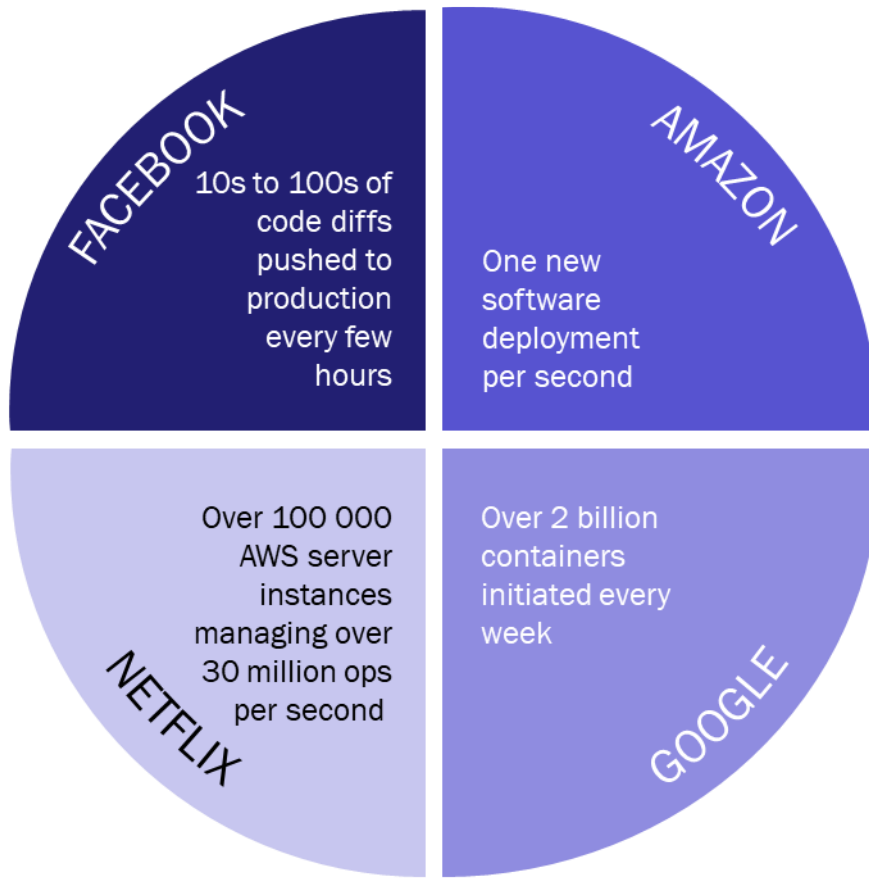 FACEBOOK
10s to 100s of
code diffs
pushed to
production
every few
hours
AMAZON
One new
software
deployment
per second
Over 100 000
AWS server
instances
managing over
30 million ops
per second
NETFLIX
Over 2 billion
containers
initiated every
week
GOOGLE